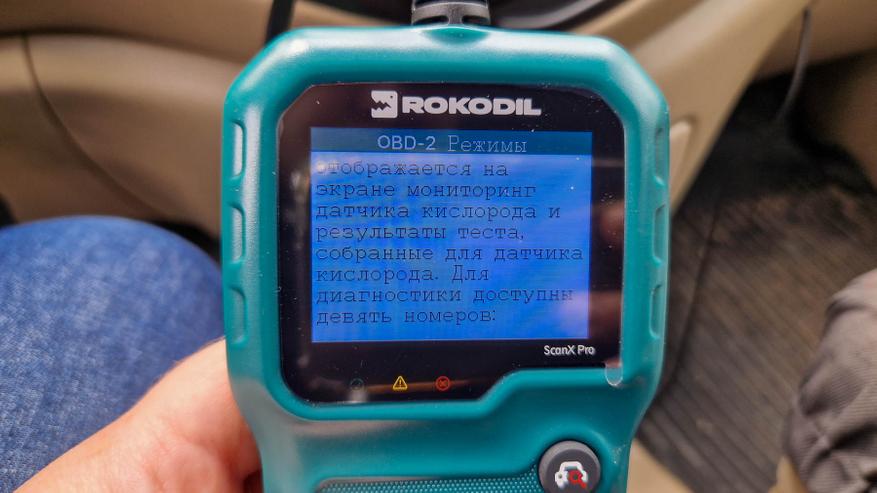 ROKODIL
OBD-2 Режимы
отображается на
экране мониторинг
датчика кислорода и
результаты теста,
собранные для датчика
кислорода. Для
диагностики доступны
девять номеров:
ScanX Pro